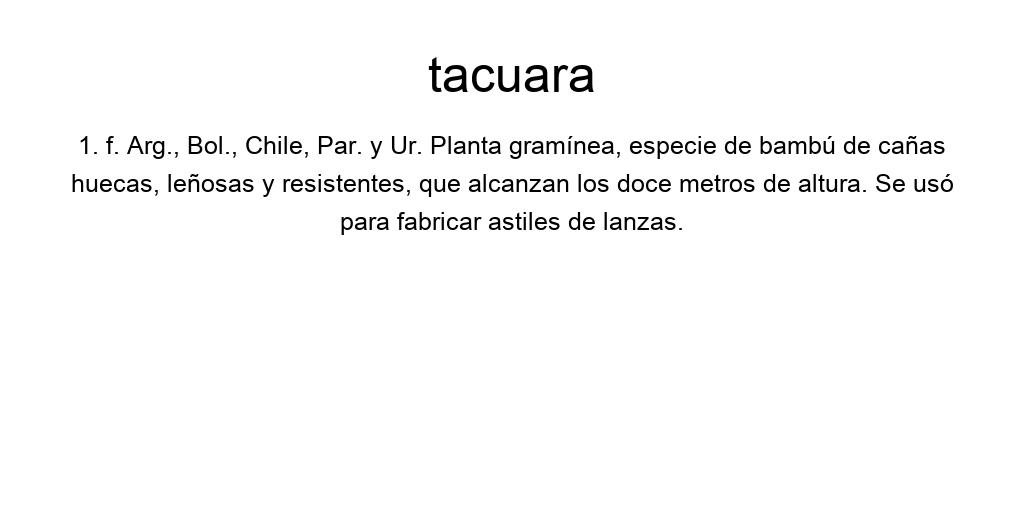 tacuara
1. f. Arg., Bol., Chile, Par. y Ur. Planta gramínea, especie de bambú de cañas
huecas, leñosas y resistentes, que alcanzan los doce metros de altura. Se usó
para fabricar astiles de lanzas.